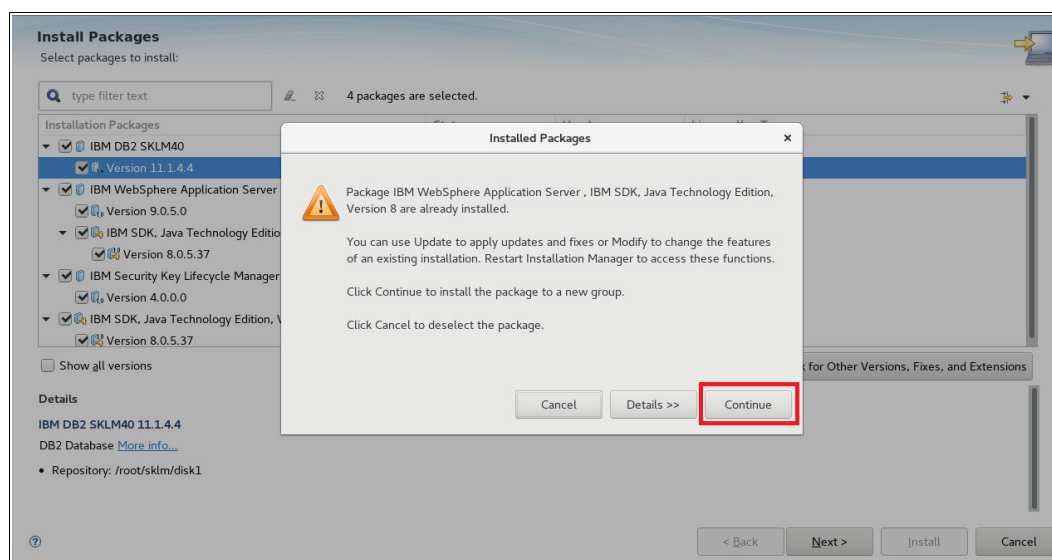 Install Packages
Select packages to install:
type filter text
4 packages are selected.
Installation Packages
IBM DB2 SKLM40
Version 11.1.4.4
IBM WebSphere Application Server
Version 9.0.5.0
IBM SDK, Java Technology Editio
Version 8.0.5.37
IBM Security Key Lifecycle Manager
Version 4.0.0.0
IBM SDK, Java Technology Edition, V
Version 8.0.5.37
Installed Packages
Package IBM WebSphere Application Server , IBM SDK, Java Technology Edition,
Version 8 are already installed.
You can use Update to apply updates and fixes or Modify to change the features
of an existing installation. Restart Installation Manager to access these functions.
Click Continue to install the package to a new group.
Click Cancel to deselect the package.
Cancel Details >> Continue
Show all versions
for Other Versions, Fixes, and Extensions
Details
IBM DB2 SKLM40 11.1.4.4
DB2 Database More info...
• Repository: /root/sklm/disk1
< Back Next > Install Cancel